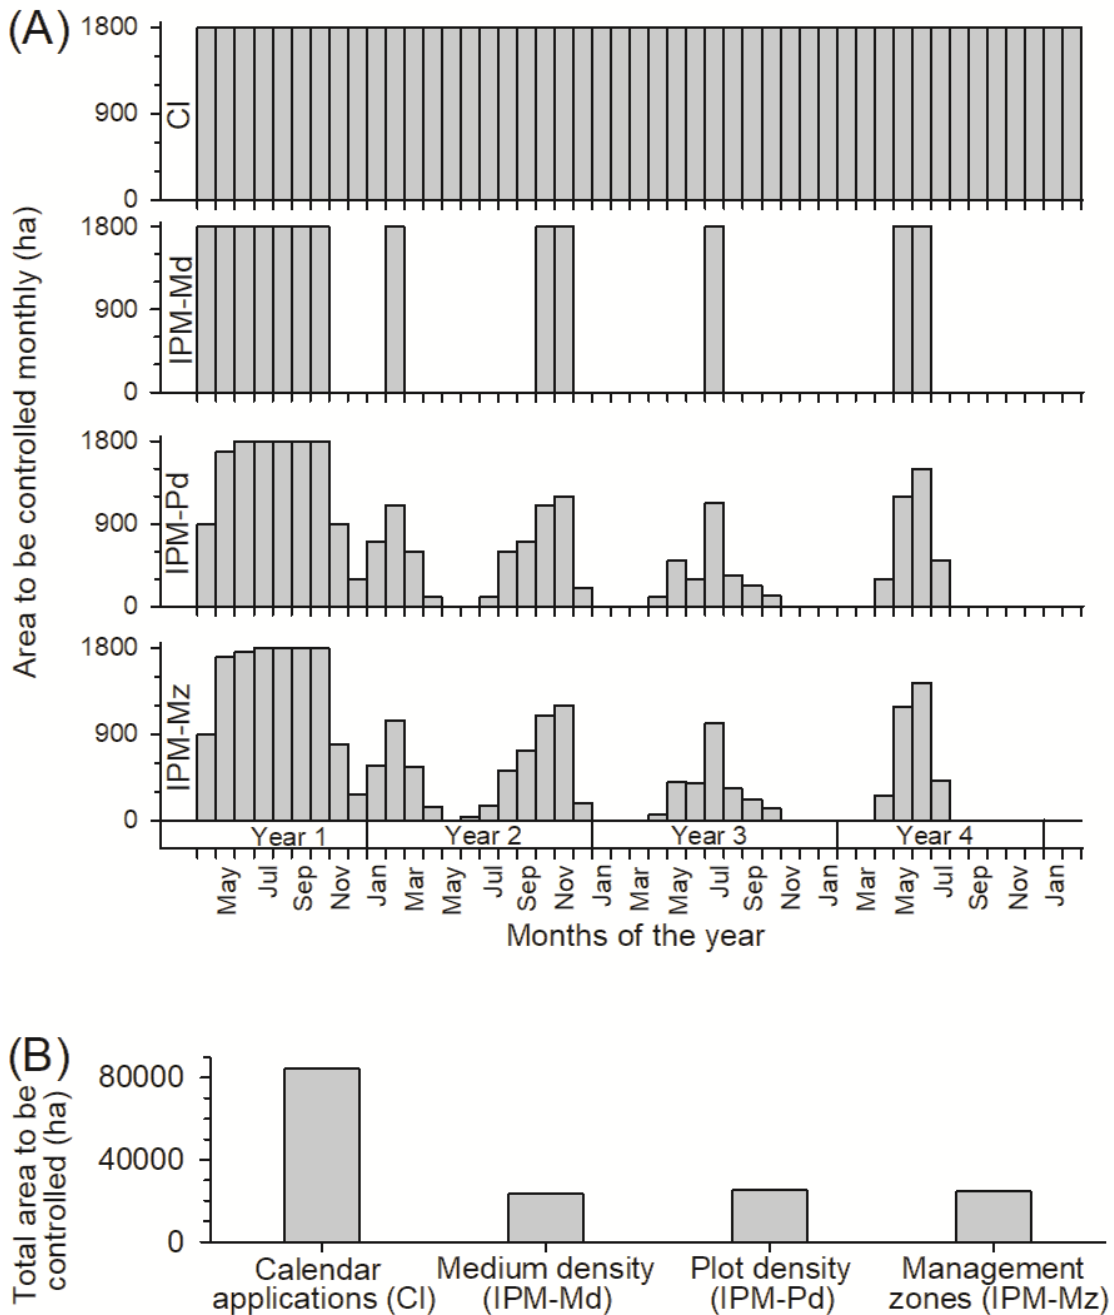 (A)
Area to be controlled monthly (ha)
1800
900
0
CI
1800
900
0
IPM-Md
1800
900
0
IPM-Pd
1800
900
0
IPM-Mz
Year 1 Year 2 Year 3 Year 4
May Jul Sep Nov Jan Mar May Jul Sep Nov Jan Mar May Jul Sep Nov Jan Mar May Jul Sep Nov Jan
Months of the year
(B)
Total area to be
controlled (ha)
80000
40000
0
Calendar
applications (CI)
Medium density
(IPM-Md)
Plot density
(IPM-Pd)
Management
zones (IPM-Mz)